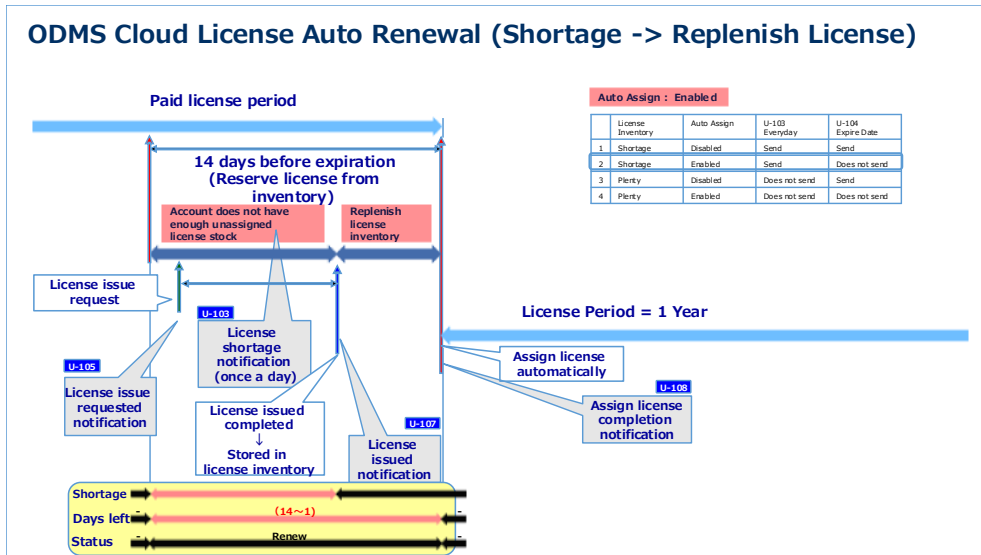 ODMS Cloud License Auto Renewal (Shortage -> Replenish License)
Paid license period
Auto Assign : Enabled
License Inventory Auto Assign U-103 Everyday U-104 Expire Date
1 Shortage Disabled Send Send
2 Shortage Enabled Send Does not send
3 Plenty Disabled Does not send Send
4 Plenty Enabled Does not send Does not send
14 days before expiration
(Reserve license from
inventory)
Account does not have
enough unassigned
license stock
Replenish
license
inventory
License issue
request
License Period = 1 Year
U-103
License
shortage
notification
(once a day)
Assign license
automatically
U-105
License issue
requested
notification
U-108
Assign license
completion
notification
License issued
completed
↓
Stored in
license inventory
U-107
License
issued
notification
Shortage
Days left - (14～1) -
Status - Renew -